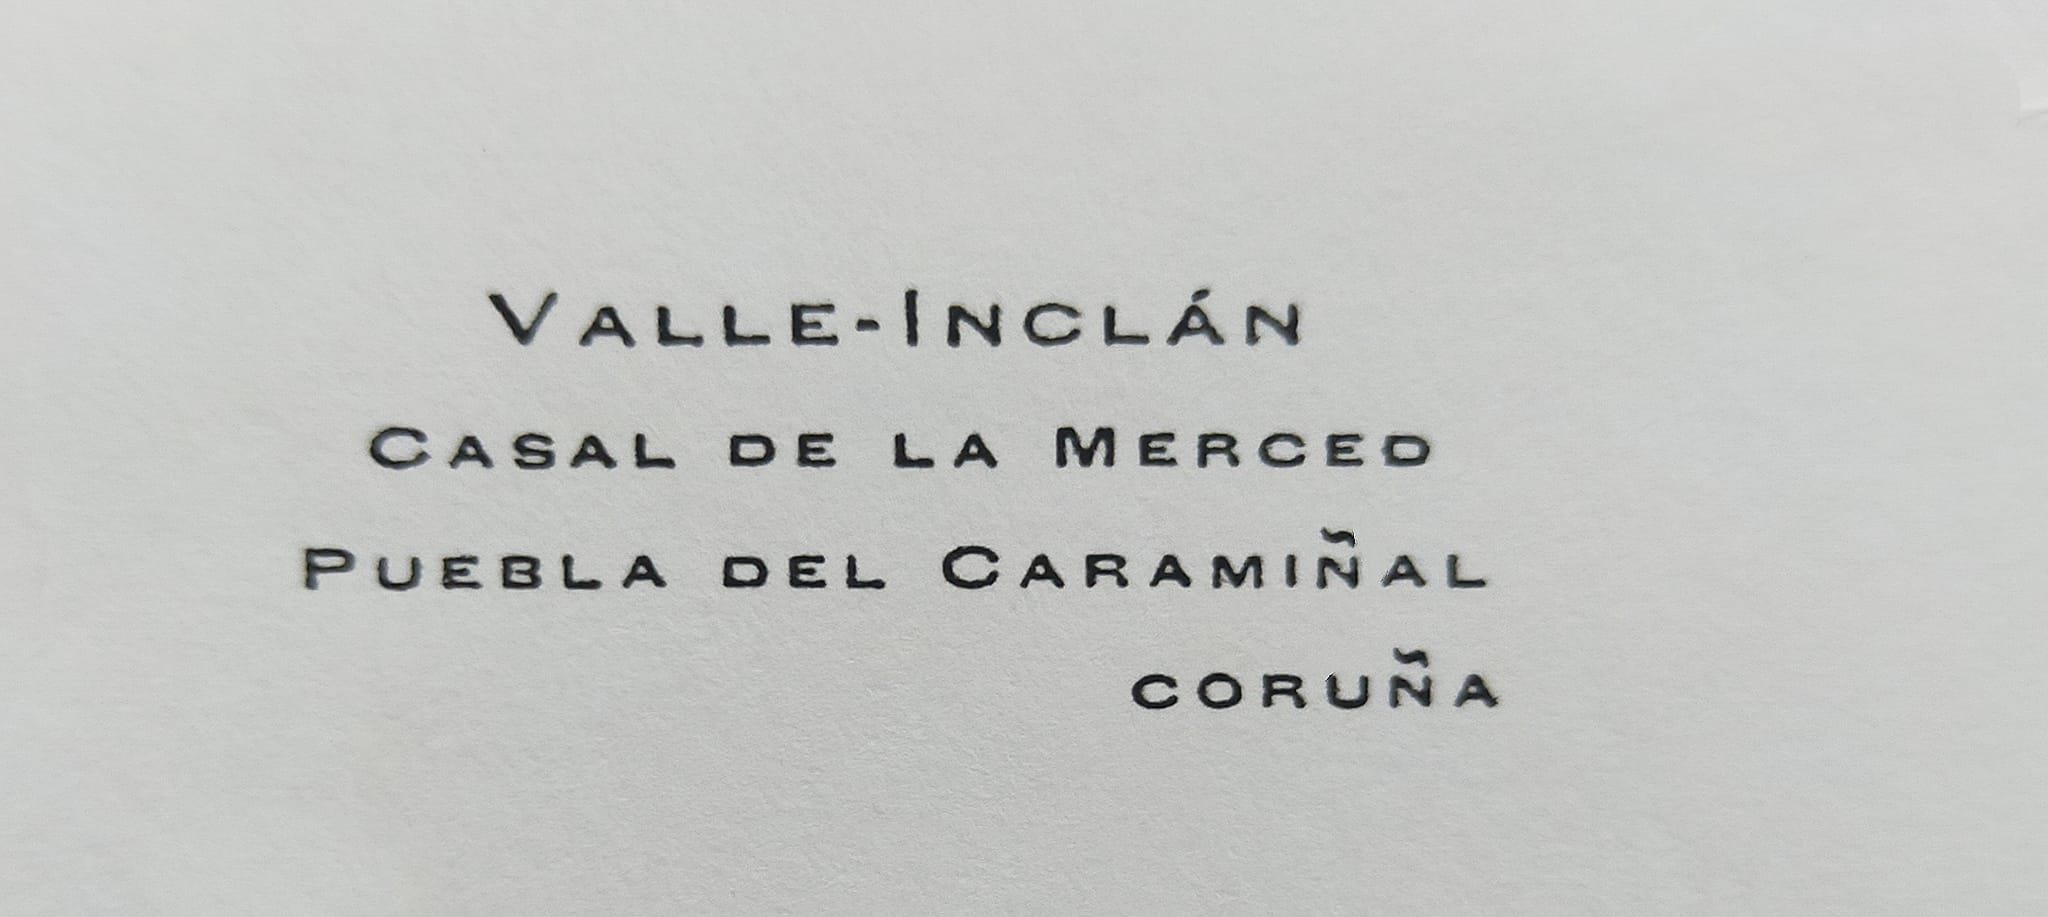 Valle-Inclán
Casal de la Merced
Puebla del Caramiñal
coruña